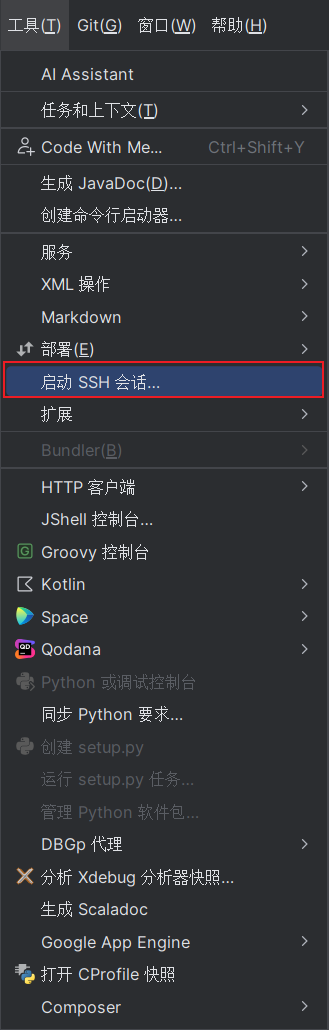 工具(T) Git(G) 窗口(W) 帮助(H)
AI Assistant
任务和上下文(T)
Code With Me... Ctrl+Shift+Y
生成 JavaDoc(D)...
创建命令行启动器...
服务
XML 操作
Markdown
部署(E)
启动 SSH 会话...
扩展
Bundler(B)
HTTP 客户端
JShell 控制台...
G Groovy 控制台
Kotlin
Space
QD Qodana
Python 或调试控制台
同步 Python 要求...
创建 setup.py
运行 setup.py 任务...
管理 Python 软件包...
DBGp 代理
分析 Xdebug 分析器快照...
生成 Scaladoc
Google App Engine
打开 CProfile 快照
Composer